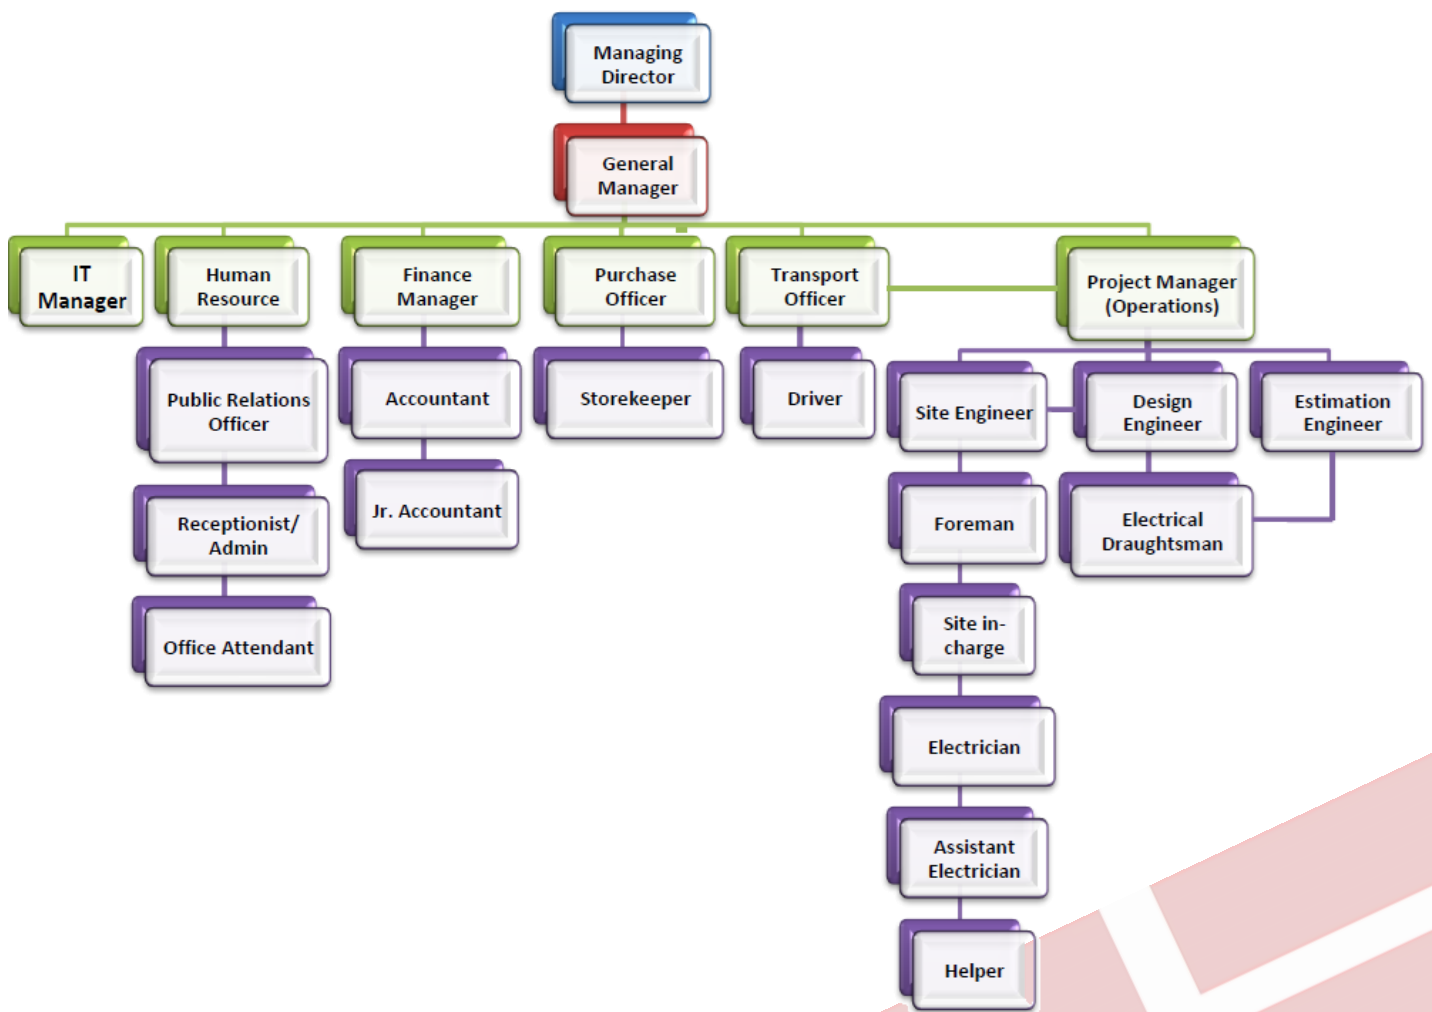 Managing
Director
General
Manager
IT
Manager
Human
Resource
Finance
Manager
Purchase
Officer
Transport
Officer
Project Manager
(Operations)
Public Relations
Officer
Accountant
Storekeeper
Driver
Site Engineer
Design
Engineer
Estimation
Engineer
Receptionist/
Admin
Jr. Accountant
Foreman
Electrical
Draughtsman
Office Attendant
Site in-
charge
Electrician
Assistant
Electrician
Helper